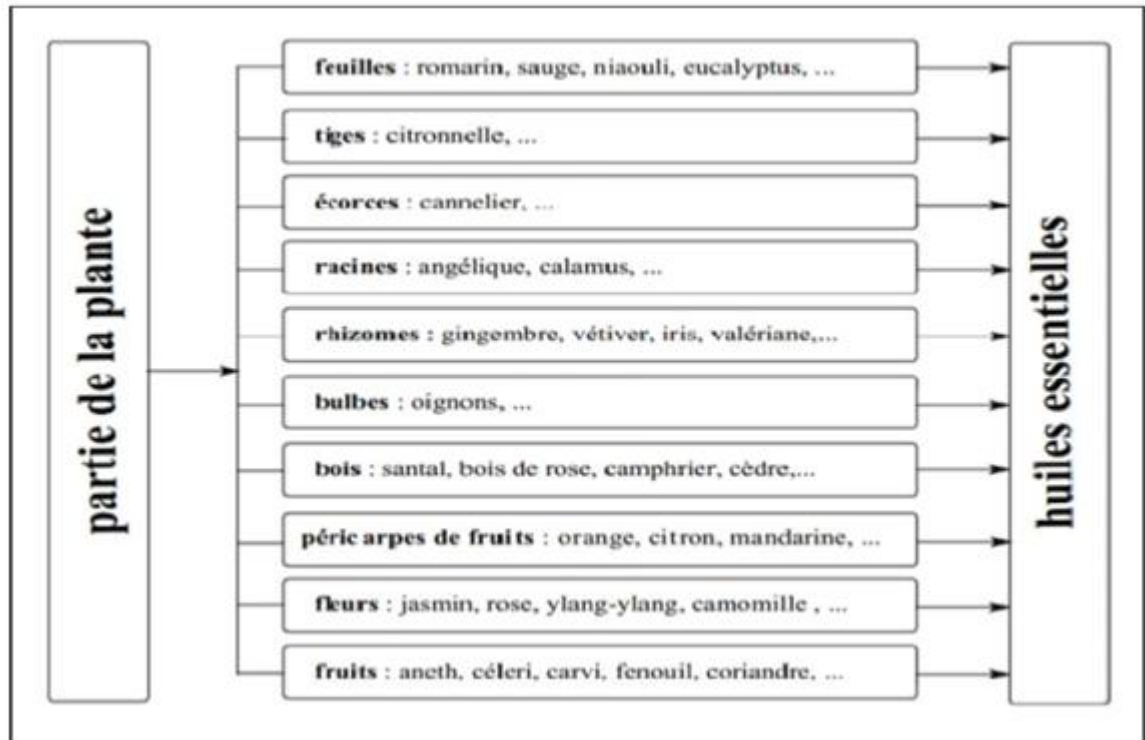 partie de la plante
feuilles : romarin, sauge, niaouli, eucalyptus, ...
tiges : citronnelle, ...
écorces : cannelier, ...
racines : angélique, calamus, ...
rhizomes : gingembre, vétiver, iris, valériane,...
bulbes : oignons, ...
bois : santal, bois de rose, camphrier, cèdre,...
péricarpes de fruits : orange, citron, mandarine, ...
fleurs : jasmin, rose, ylang-ylang, camomille , ...
fruits : aneth, céleri, carvi, fenouil, coriandre, ...
huiles essentielles